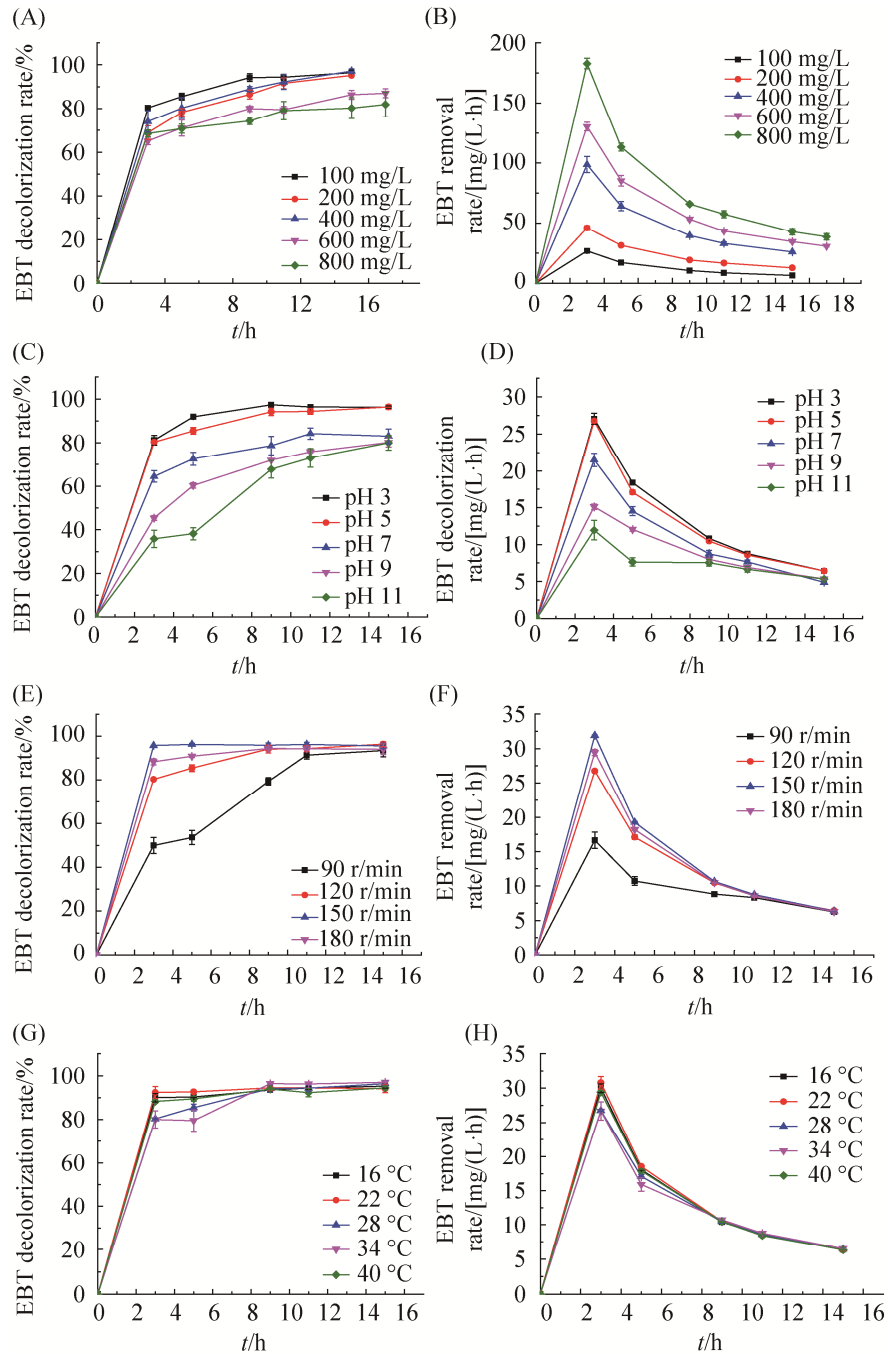 (A)
EBT decolorization rate/%
100
80
60
40
20
0
100 mg/L
200 mg/L
400 mg/L
600 mg/L
800 mg/L
0 4 8 12 16
t/h
(B)
EBT removal
rate/[mg/(L·h)]
200
150
100
50
0
100 mg/L
200 mg/L
400 mg/L
600 mg/L
800 mg/L
0 2 4 6 8 10 12 14 16 18
t/h
(C)
EBT decolorization rate/%
100
80
60
40
20
0
pH 3
pH 5
pH 7
pH 9
pH 11
0 2 4 6 8 10 12 14 16
t/h
(D)
EBT decolorization
rate/[mg/(L·h)]
30
25
20
15
10
5
0
pH 3
pH 5
pH 7
pH 9
pH 11
0 2 4 6 8 10 12 14 16
t/h
(E)
EBT decolorization rate/%
100
80
60
40
20
0
90 r/min
120 r/min
150 r/min
180 r/min
0 2 4 6 8 10 12 14 16
t/h
(F)
EBT removal
rate/[mg/(L·h)]
35
30
25
20
15
10
5
0
90 r/min
120 r/min
150 r/min
180 r/min
0 2 4 6 8 10 12 14 16
t/h
(G)
EBT decolorization rate/%
100
80
60
40
20
0
16 °C
22 °C
28 °C
34 °C
40 °C
0 2 4 6 8 10 12 14 16
t/h
(H)
EBT removal
rate/[mg/(L·h)]
35
30
25
20
15
10
5
0
16 °C
22 °C
28 °C
34 °C
40 °C
0 2 4 6 8 10 12 14 16
t/h